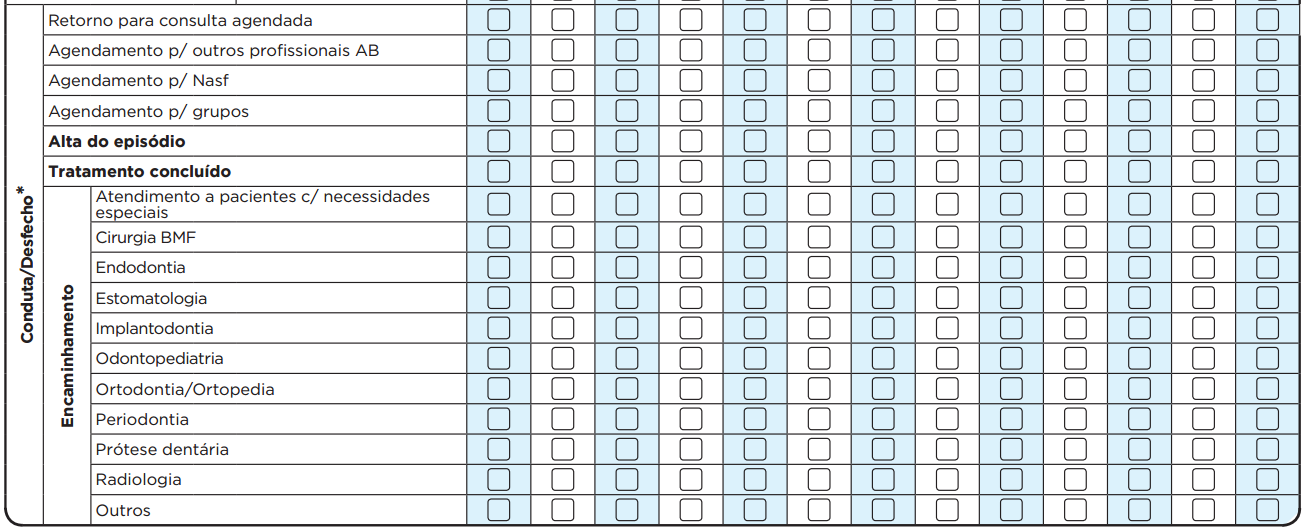 Conduta/Desfecho*
Retorno para consulta agendada
Agendamento p/ outros profissionais AB
Agendamento p/ Nasf
Agendamento p/ grupos
Alta do episódio
Tratamento concluído
Encaminhamento
Atendimento a pacientes c/ necessidades
especiais
Cirurgia BMF
Endodontia
Estomatologia
Implantodontia
Odontopediatria
Ortodontia/Ortopedia
Periodontia
Prótese dentária
Radiologia
Outros